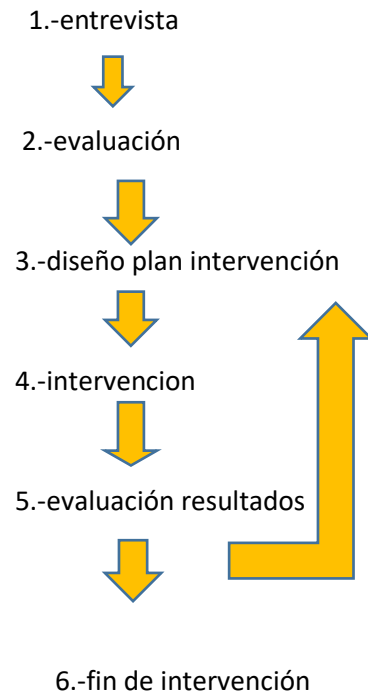 1.-entrevista
2.-evaluación
3.-diseño plan intervención
4.-intervencion
5.-evaluación resultados
6.-fin de intervención